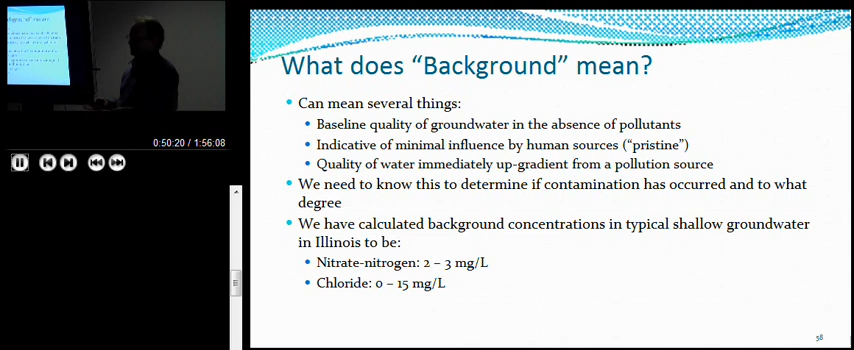 0:50:20 / 1:56:08
What does “Background” mean?
• Can mean several things:
• Baseline quality of groundwater in the absence of pollutants
• Indicative of minimal influence by human sources (“pristine”)
• Quality of water immediately up-gradient from a pollution source
• We need to know this to determine if contamination has occurred and to what
degree
• We have calculated background concentrations in typical shallow groundwater
in Illinois to be:
• Nitrate-nitrogen: 2 – 3 mg/L
• Chloride: 0 – 15 mg/L
38